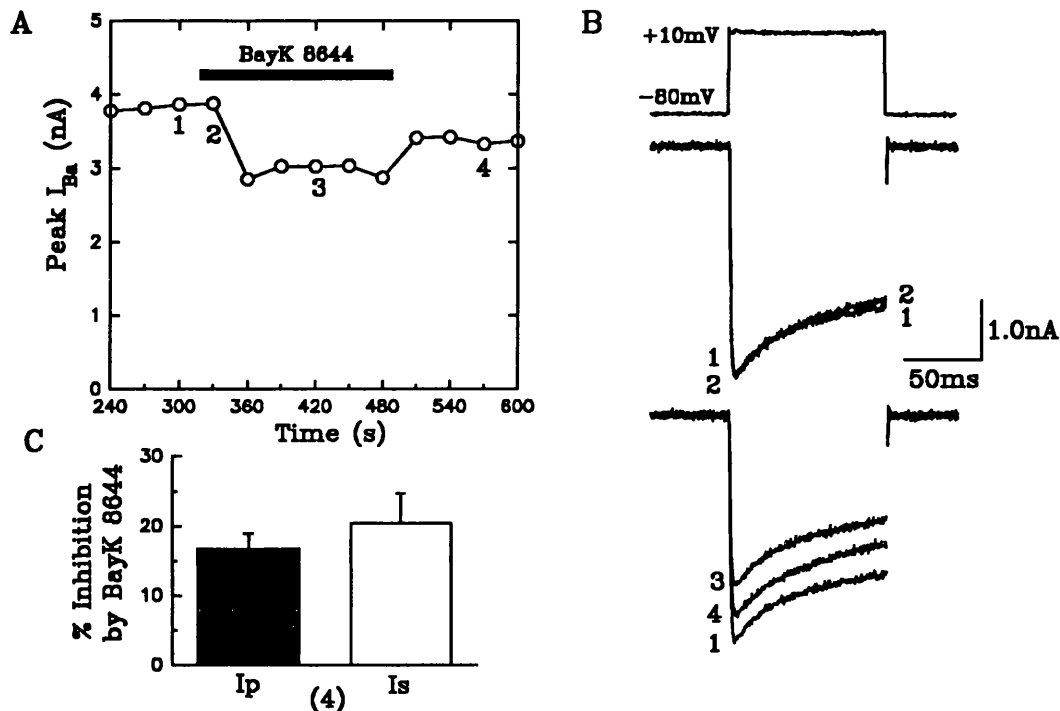 A
BayK 8644
Peak I_Ba (nA)
5
4
3
2
1
0
1
2
3
4
240
300
360
420
480
540
600
Time (s)
B
+10mV
−80mV
2
1
1
2
1.0nA
50ms
3
4
1
C
% Inhibition
by BayK 8644
30
20
10
0
Ip
(4)
Is